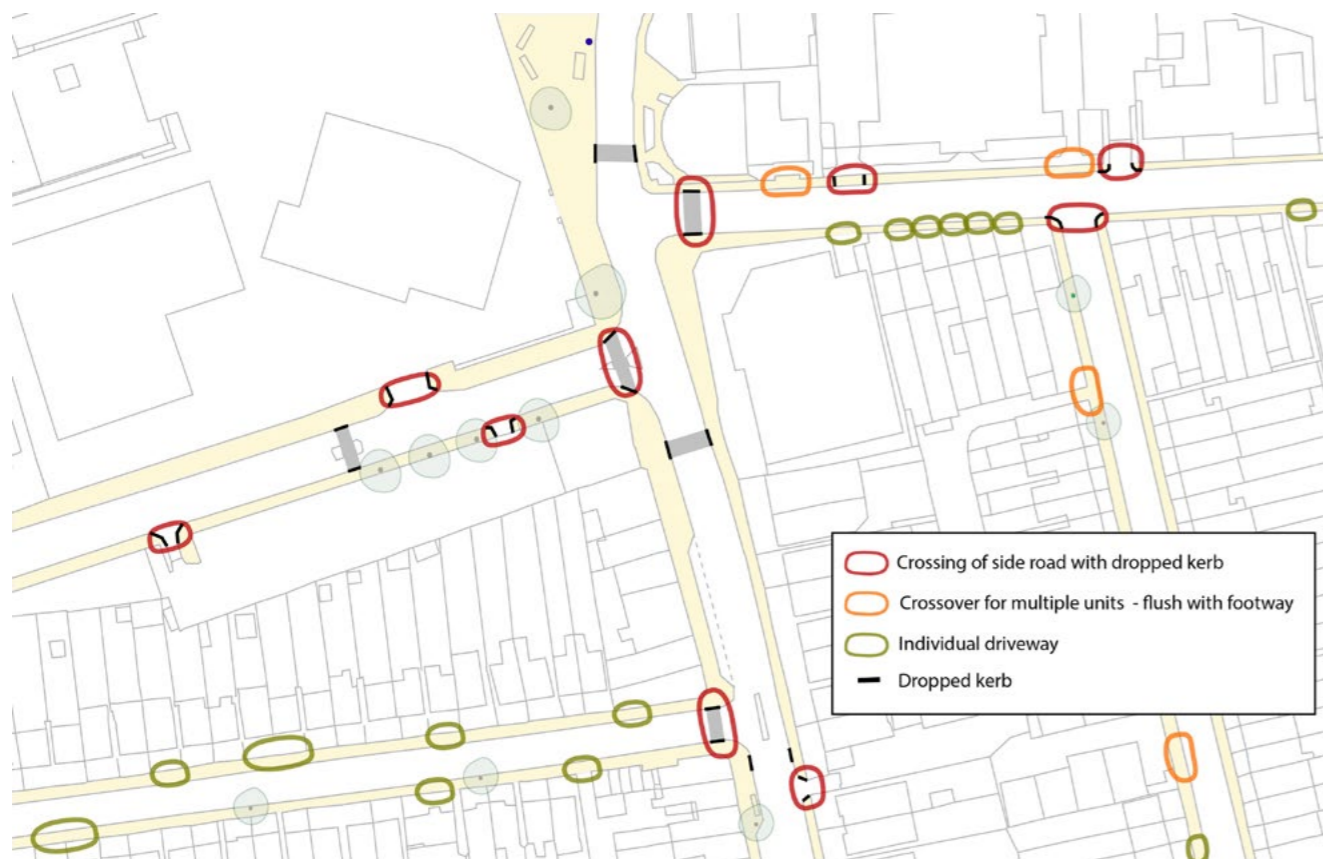 Crossing of side road with dropped kerb
Crossover for multiple units - flush with footway
Individual driveway
Dropped kerb